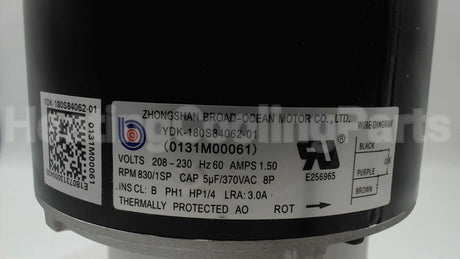 YDK-180S84062-01
0131M00061
ZHONGSHAN BROAD-OCEAN MOTOR CO., LTD.
YDK-180S84062-01
(0131M00061)
VOLTS 208~230 Hz 60 AMPS 1.50
RPM 830/1SP CAP 5µF/370VAC 8P
INS CL: B PH1 HP1/4 LRA: 3.0A
THERMALLY PROTECTED AO ROT →
E256965
WIRE DIAGRAM
BLACK
PURPLE
BROWN
HeatingCoolingParts